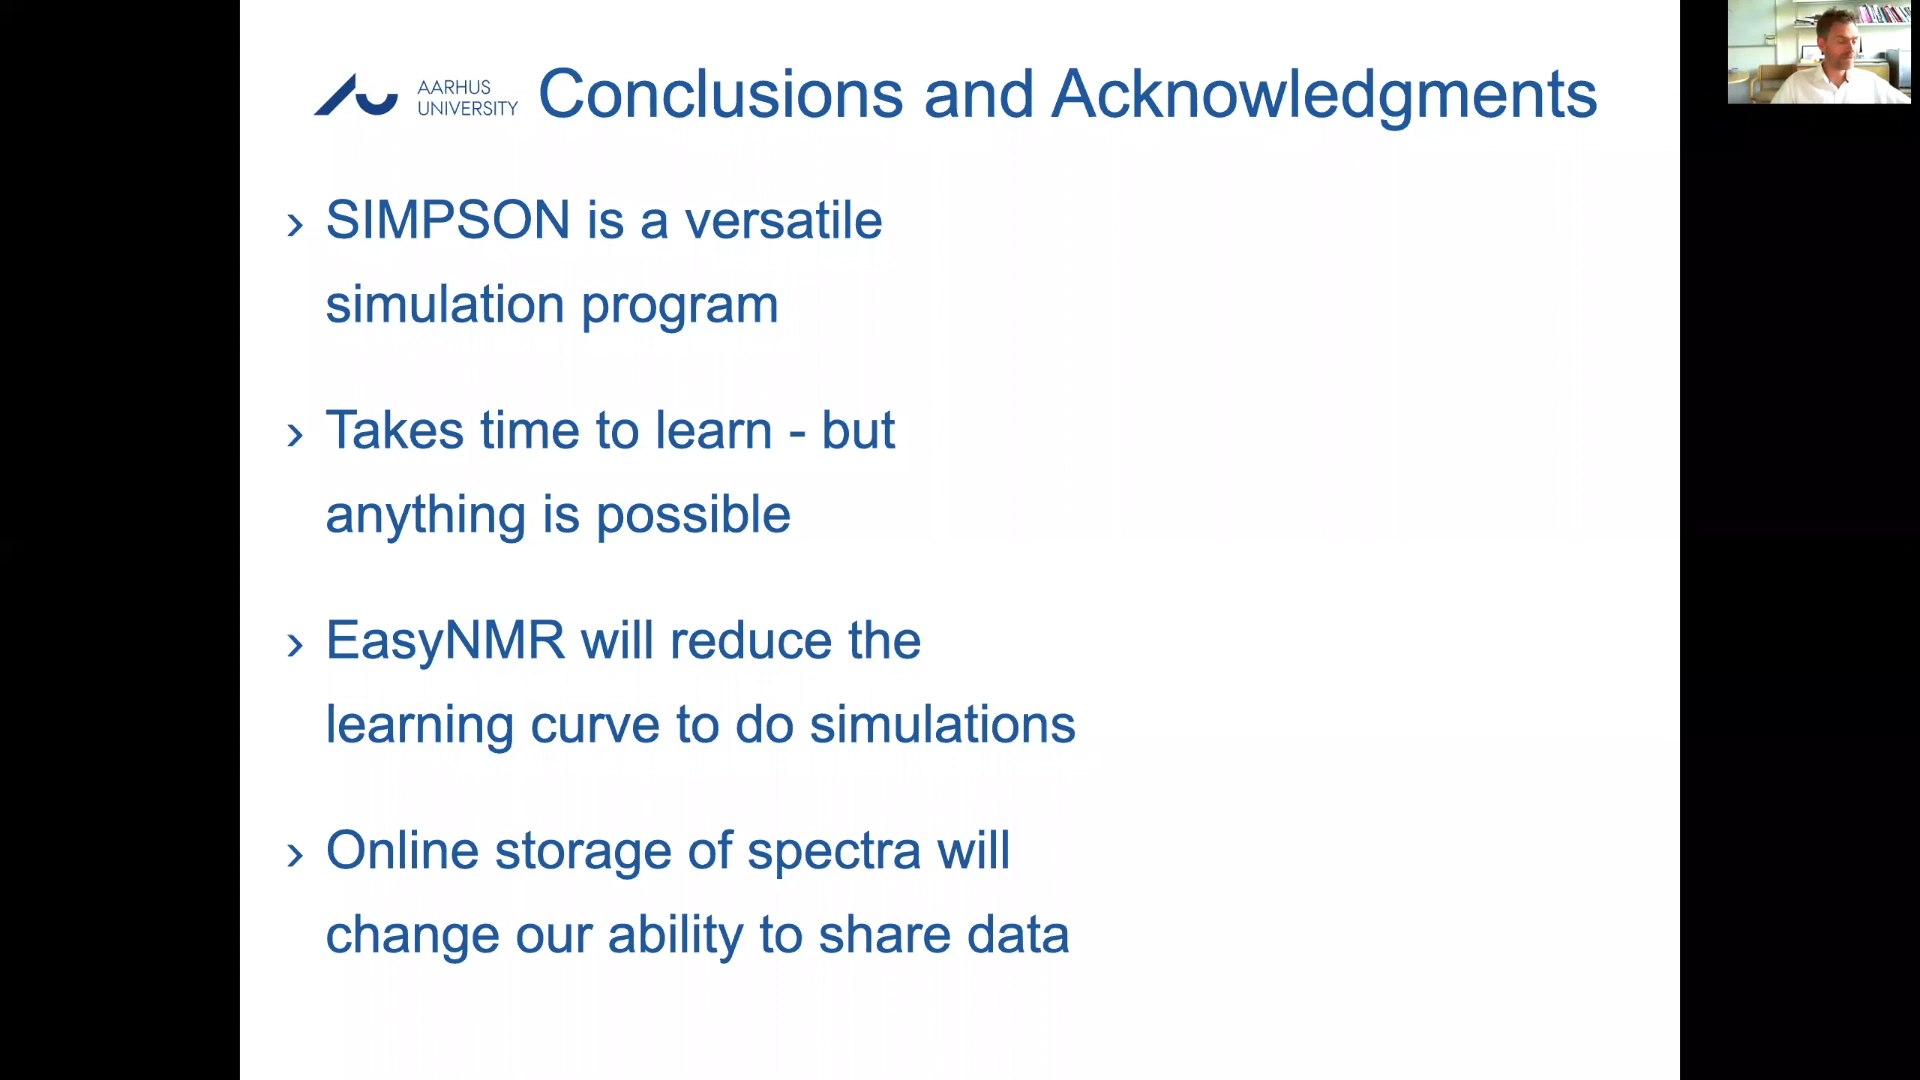 AARHUS
UNIVERSITY
Conclusions and Acknowledgments
› SIMPSON is a versatile
simulation program
› Takes time to learn - but
anything is possible
› EasyNMR will reduce the
learning curve to do simulations
› Online storage of spectra will
change our ability to share data